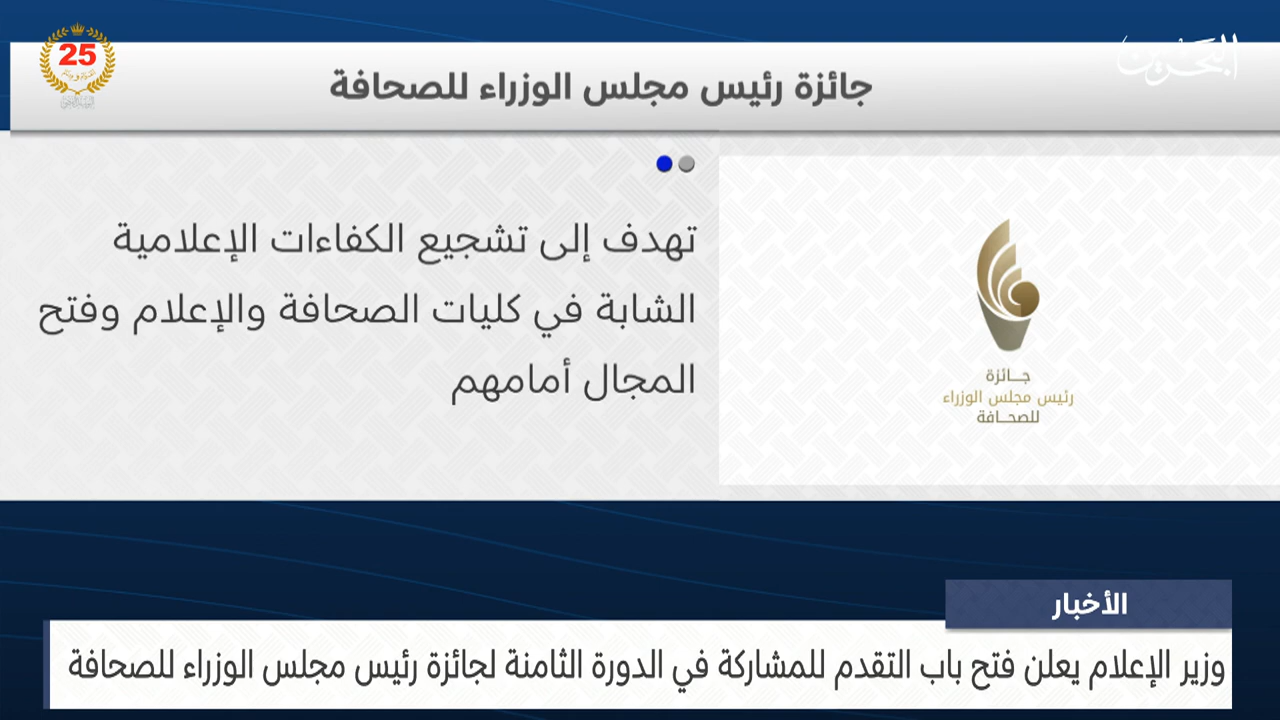 25
البحرين
جائزة رئيس مجلس الوزراء للصحافة
تهدف إلى تشجيع الكفاءات الإعلامية
الشابة في كليات الصحافة والإعلام وفتح
المجال أمامهم
جـائزة
رئيس مجلس الوزراء
للصحـافة
الأخبار
وزير الإعلام يعلن فتح باب التقدم للمشاركة في الدورة الثامنة لجائزة رئيس مجلس الوزراء للصحافة